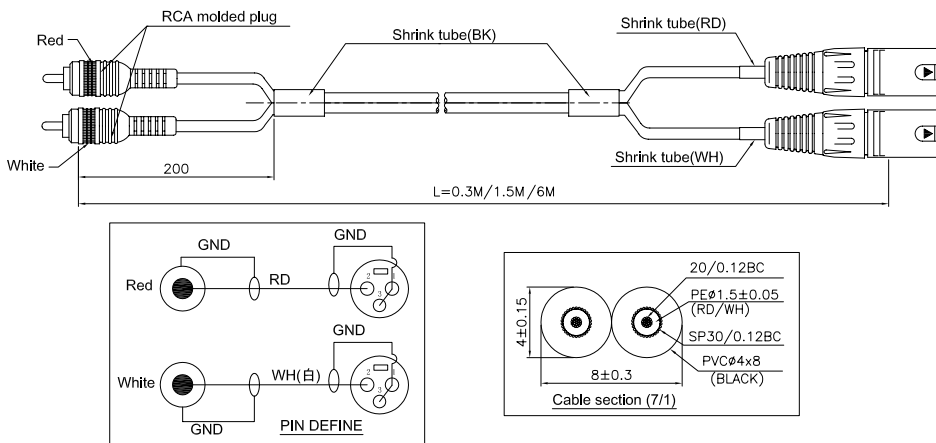 RCA molded plug
Red
Shrink tube(BK)
Shrink tube(RD)
White
Shrink tube(WH)
200
L=0.3M/1.5M/6M
GND
GND
Red
RD
2
1
3
GND
White
WH(白)
2
1
3
GND
PIN DEFINE
20/0.12BC
PEø1.5±0.05
(RD/WH)
SP30/0.12BC
PVCø4x8
(BLACK)
4±0.15
8±0.3
Cable section (7/1)